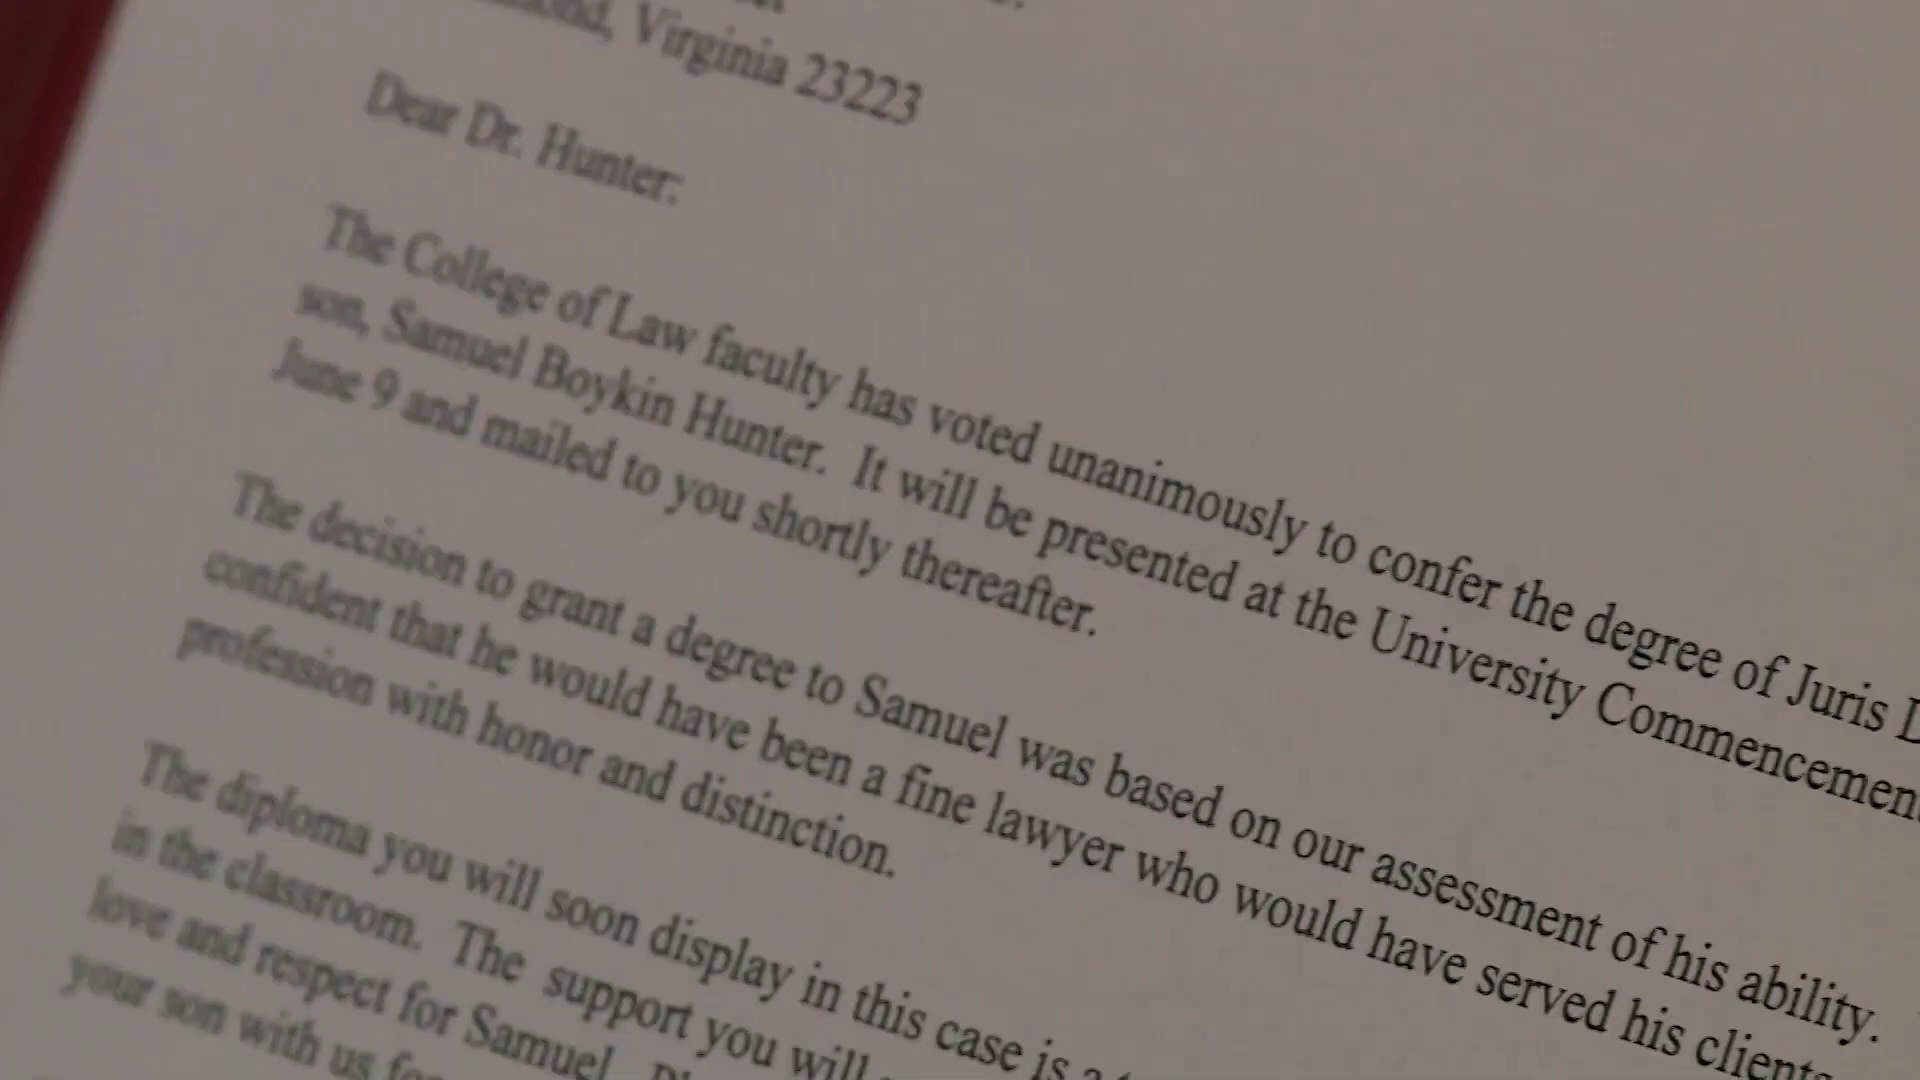 Virginia 23223
Dear Dr. Hunter:
The College of Law faculty has voted unanimously to confer the degree of Juris
son, Samuel Boykin Hunter. It will be presented at the University Commencemen
June 9 and mailed to you shortly thereafter.
The decision to grant a degree to Samuel was based on our assessment of his ability.
confident that he would have been a fine lawyer who would have served his clients
profession with honor and distinction.
The diploma you will soon display in this case is a
in the classroom. The support you will
love and respect for Samuel.
your son with us